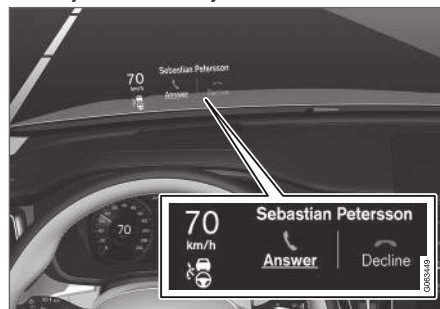 70
km/h
Sebastian Petersson
Answer
Decline
70
70
km/h
Sebastian Petersson
Answer
Decline
G063449